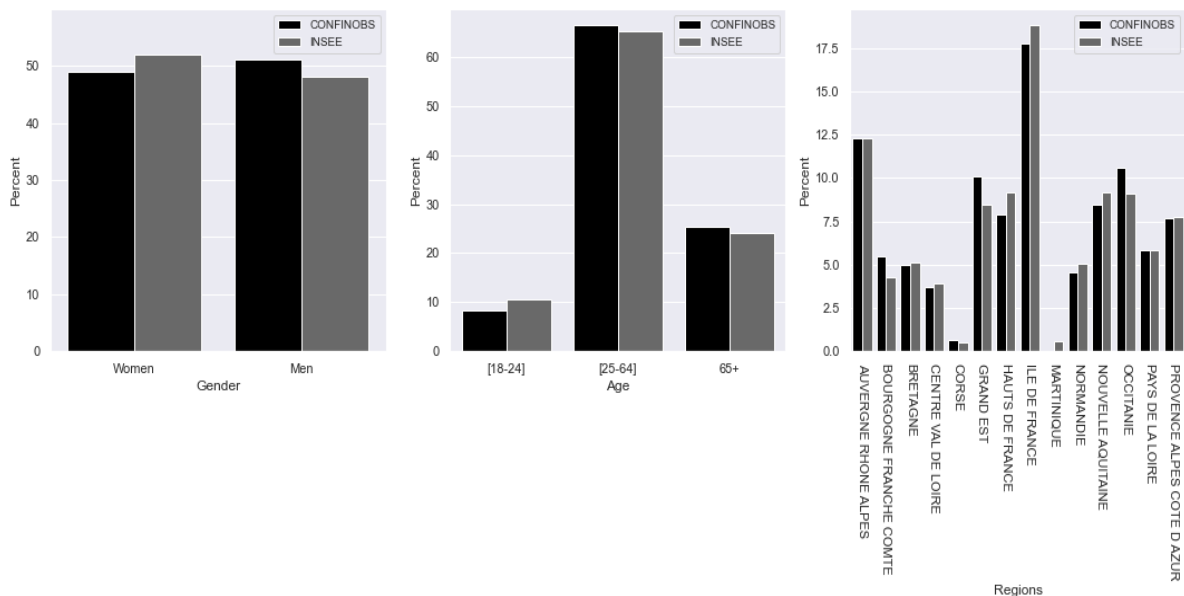 CONFINOBS
INSEE
50
40
30
20
10
0
Percent
Women
Men
Gender
CONFINOBS
INSEE
60
50
40
30
20
10
0
Percent
[18-24]
[25-64]
65+
Age
CONFINOBS
INSEE
17.5
15.0
12.5
10.0
7.5
5.0
2.5
0.0
Percent
AUVERGNE RHONE ALPES
BOURGOGNE FRANCHE COMTE
BRETAGNE
CENTRE VAL DE LOIRE
CORSE
GRAND EST
HAUTS DE FRANCE
ILE DE FRANCE
MARTINIQUE
NORMANDIE
NOUVELLE AQUITAINE
OCCITANIE
PAYS DE LA LOIRE
PROVENCE ALPES COTE D AZUR
Regions